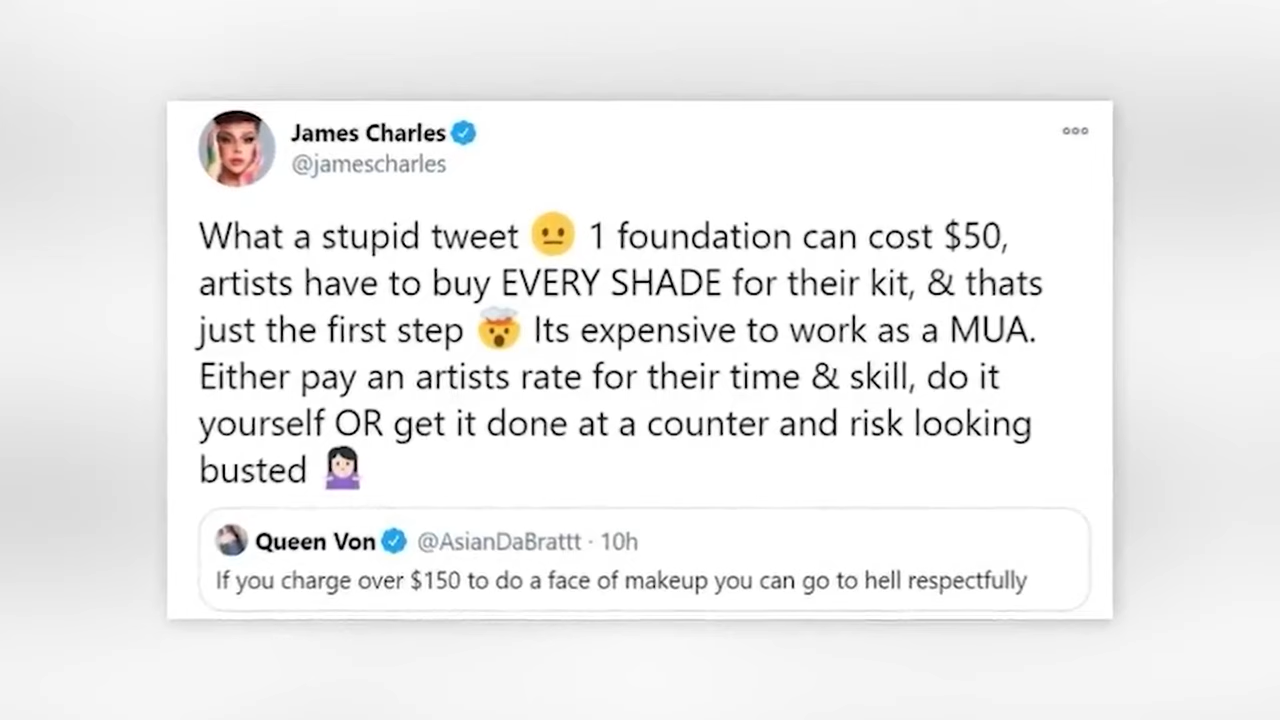 James Charles
@jamescharles
What a stupid tweet 😐 1 foundation can cost $50,
artists have to buy EVERY SHADE for their kit, & thats
just the first step 🤯 Its expensive to work as a MUA.
Either pay an artists rate for their time & skill, do it
yourself OR get it done at a counter and risk looking
busted 🤷🏻‍♀️
Queen Von @AsianDaBrattt · 10h
If you charge over $150 to do a face of makeup you can go to hell respectfully